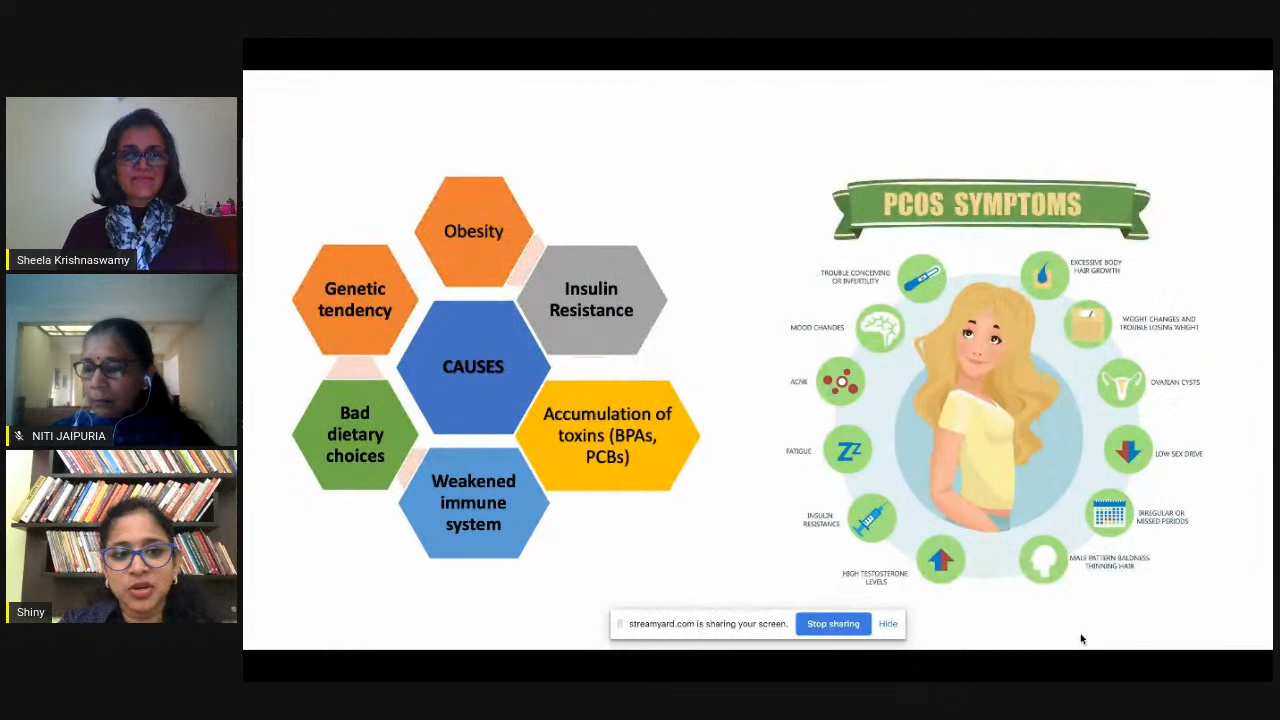 Sheela Krishnaswamy
NITI JAIPURIA
Shiny
Obesity
Genetic
tendency
Insulin
Resistance
CAUSES
Bad
dietary
choices
Accumulation of
toxins (BPAs,
PCBs)
Weakened
immune
system
PCOS SYMPTOMS
TROUBLE CONCEIVING
OR INFERTILITY
EXCESSIVE BODY
HAIR GROWTH
MOOD CHANDES
WEIGHT CHANGES AND
TROUBLE LOSING WEIGHT
ACNE
OVARIAN CYSTS
FATIGUE
ZZ
LOW SEX DRIVE
INSULIN
RESISTANCE
IRREGULAR OR
MISSED PERIODS
HIGH TESTOSTERONE
LEVELS
MALE PATTERN BALDNESS
THINNING HAIR
streamyard.com is sharing your screen.
Stop sharing
Hide